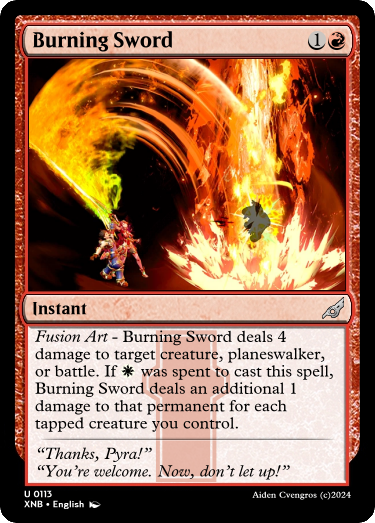 Burning Sword 1
Instant
Fusion Art - Burning Sword deals 4
damage to target creature, planeswalker,
or battle. If was spent to cast this spell,
Burning Sword deals an additional 1
damage to that permanent for each
tapped creature you control.
“Thanks, Pyra!”
“You’re welcome. Now, don’t let up!”
U 0113
XNB • English
Aiden Cvengros (c)2024